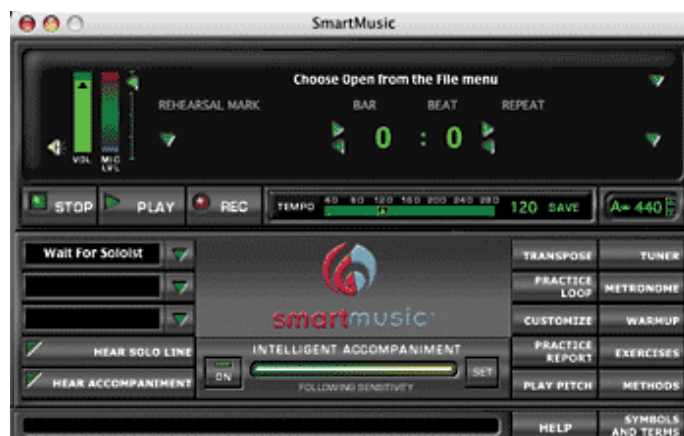 SmartMusic
Choose Open from the File menu
REHEARSAL MARK
BAR
BEAT
REPEAT
0 : 0
VOL
MIC LVL
STOP
PLAY
REC
TEMPO
40 80 120 160 200 240 280
120 SAVE
A= 440
Wait For Soloist
smartmusic
TRANSPOSE
TUNER
PRACTICE
LOOP
METRONOME
CUSTOMIZE
WARMUP
HEAR SOLO LINE
INTELLIGENT ACCOMPANIMENT
PRACTICE
REPORT
EXERCISES
HEAR ACCOMPANIMENT
ON
SET
FOLLOWING SENSITIVITY
PLAY PITCH
METHODS
HELP
SYMBOLS
AND TERMS